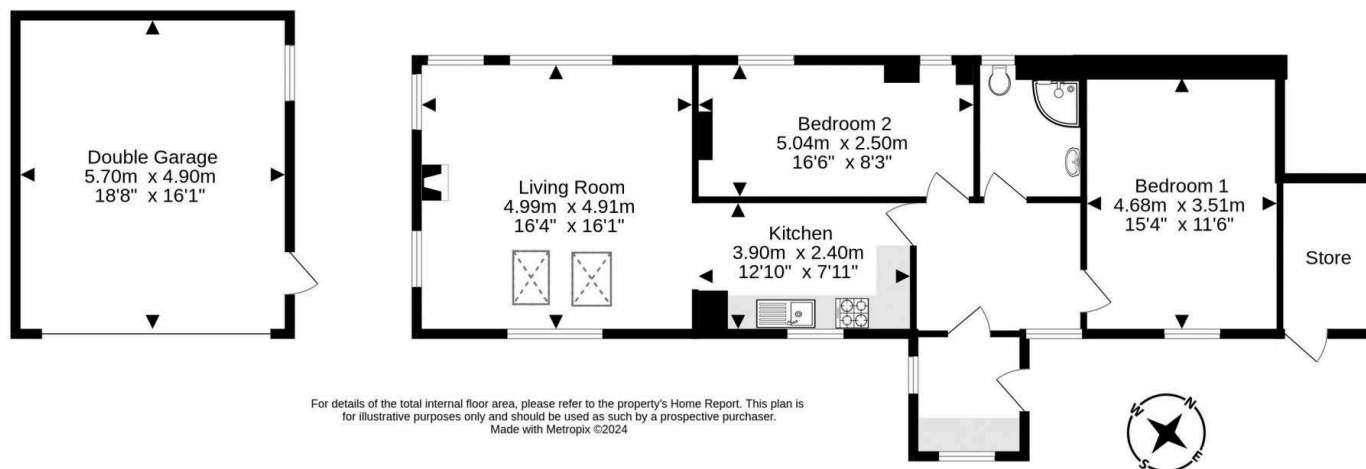 Double Garage
5.70m x 4.90m
18'8" x 16'1"
Living Room
4.99m x 4.91m
16'4" x 16'1"
Bedroom 2
5.04m x 2.50m
16'6" x 8'3"
Kitchen
3.90m x 2.40m
12'10" x 7'11"
Bedroom 1
4.68m x 3.51m
15'4" x 11'6"
Store
For details of the total internal floor area, please refer to the property's Home Report. This plan is
for illustrative purposes only and should be used as such by a prospective purchaser.
Made with Metropix ©2024
W N
S E